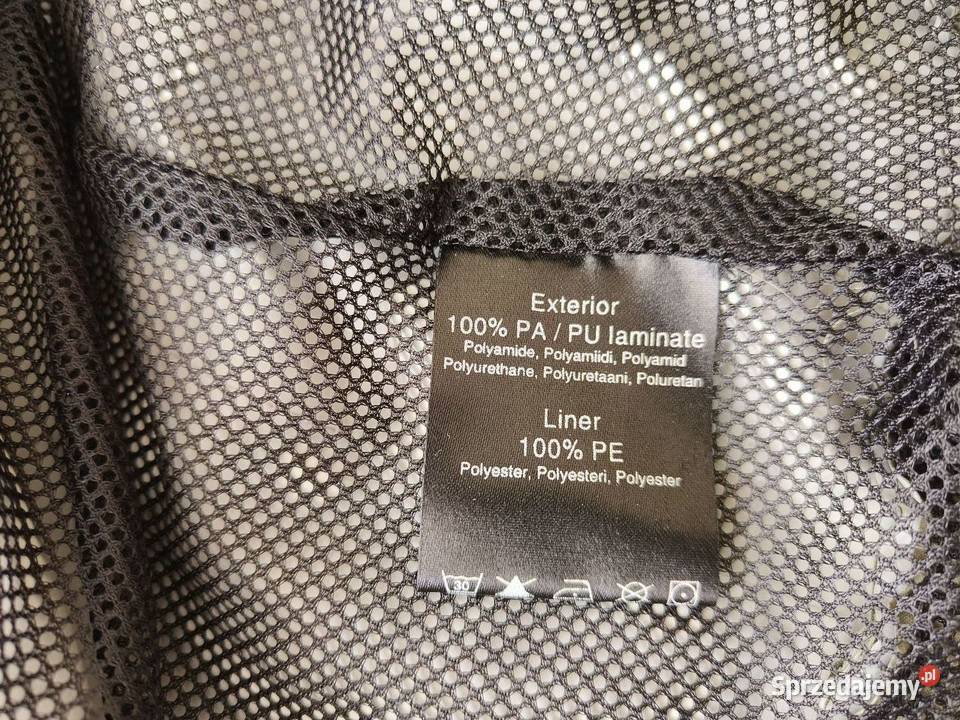 Exterior
100% PA / PU laminate
Polyamide, Polyamiidi, Polyamid
Polyurethane, Polyuretaani, Poluretan
Liner
100% PE
Polyester, Polyesteri, Polyester
30
Sprzedajemy.pl